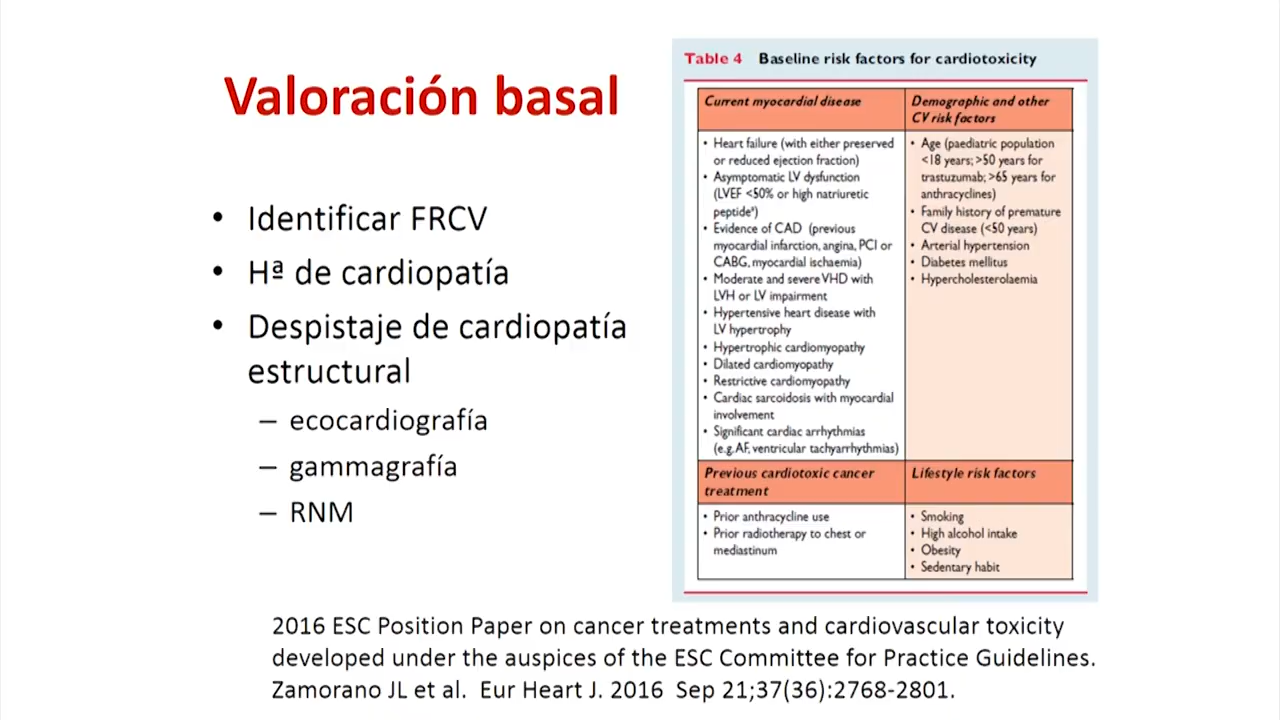 Valoración basal
• Identificar FRCV
• Hª de cardiopatía
• Despistaje de cardiopatía
estructural
– ecocardiografía
– gammagrafía
– RNM
Table 4 Baseline risk factors for cardiotoxicity
Current myocardial disease
• Heart failure (with either preserved
or reduced ejection fraction)
• Asymptomatic LV dysfunction
(LVEF <50% or high natriuretic
peptideª)
• Evidence of CAD (previous
myocardial infarction, angina, PCI or
CABG, myocardial ischaemia)
• Moderate and severe VHD with
LVH or LV impairment
• Hypertensive heart disease with
LV hypertrophy
• Hypertrophic cardiomyopathy
• Dilated cardiomyopathy
• Restrictive cardiomyopathy
• Cardiac sarcoidosis with myocardial
involvement
• Significant cardiac arrhythmias
(e.g. AF, ventricular tachyarrhythmias)
Demographic and other
CV risk factors
• Age (paediatric population
<18 years; >50 years for
trastuzumab; >65 years for
anthracyclines)
• Family history of premature
CV disease (<50 years)
• Arterial hypertension
• Diabetes mellitus
• Hypercholesterolaemia
Previous cardiotoxic cancer
treatment
• Prior anthracycline use
• Prior radiotherapy to chest or
mediastinum
Lifestyle risk factors
• Smoking
• High alcohol intake
• Obesity
• Sedentary habit
2016 ESC Position Paper on cancer treatments and cardiovascular toxicity
developed under the auspices of the ESC Committee for Practice Guidelines.
Zamorano JL et al. Eur Heart J. 2016 Sep 21;37(36):2768-2801.